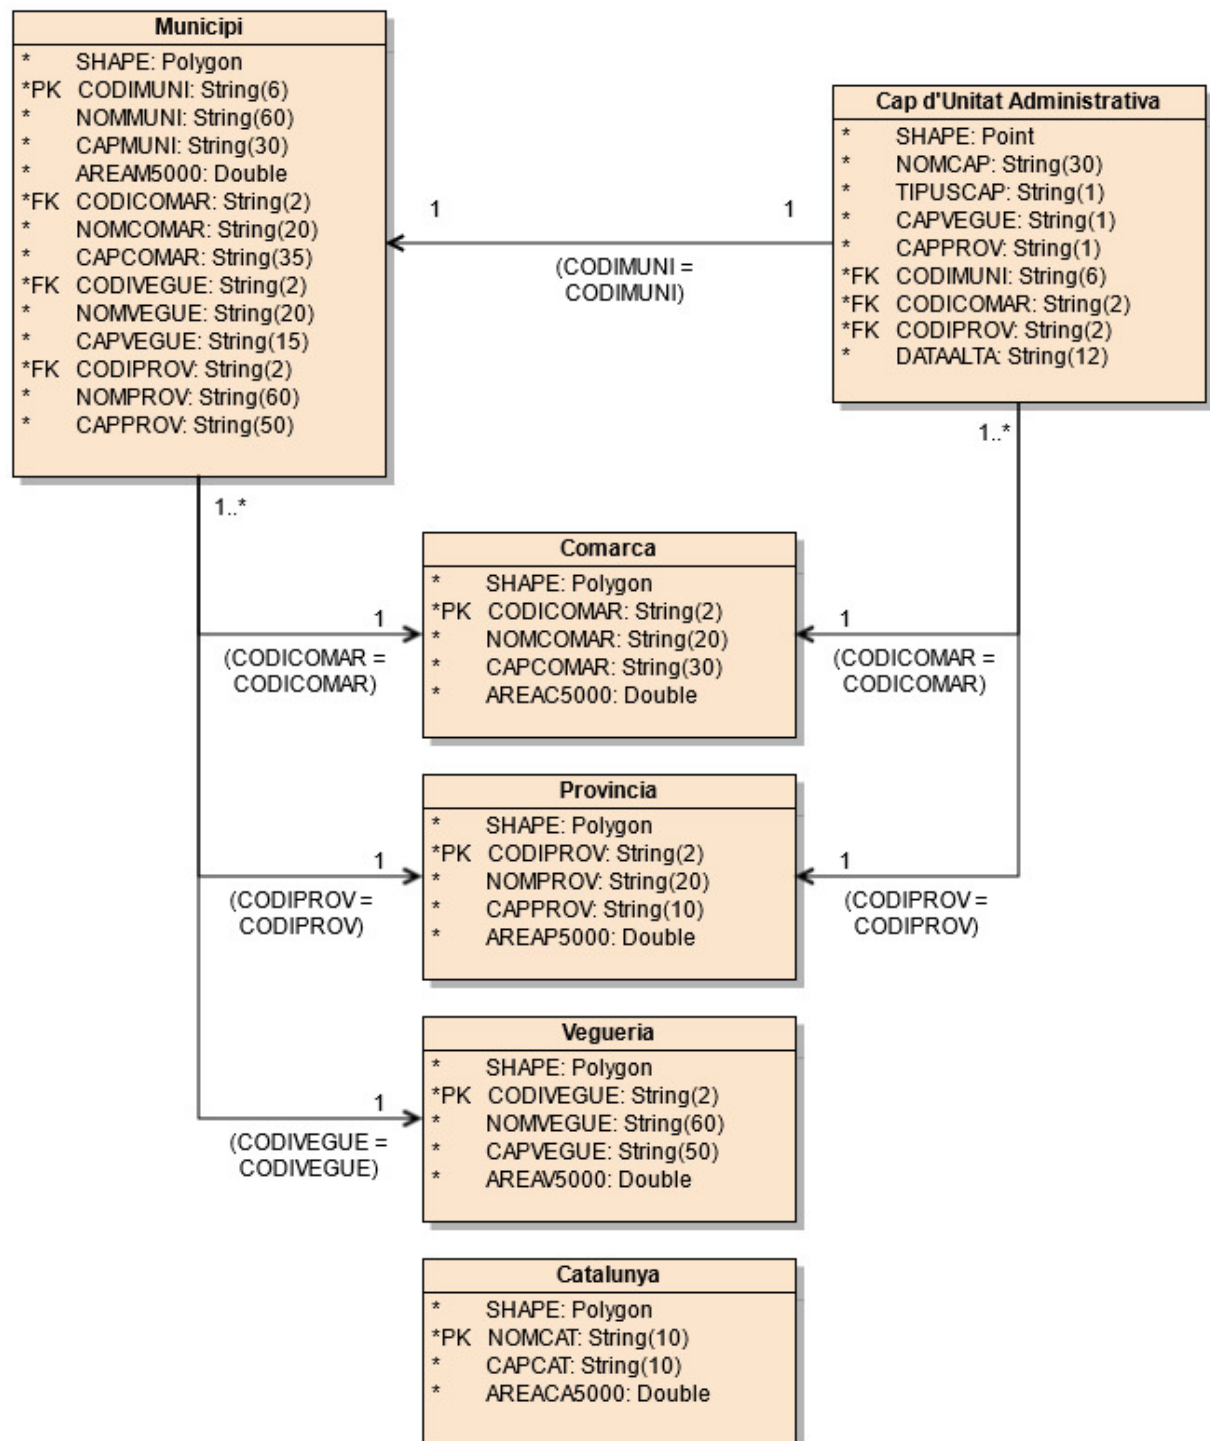 Municipi
* SHAPE: Polygon
*PK CODIMUNI: String(6)
* NOMMUNI: String(60)
* CAPMUNI: String(30)
* AREAM5000: Double
*FK CODICOMAR: String(2)
* NOMCOMAR: String(20)
* CAPCOMAR: String(35)
*FK CODIVEGUE: String(2)
* NOMVEGUE: String(20)
* CAPVEGUE: String(15)
*FK CODIPROV: String(2)
* NOMPROV: String(60)
* CAPPROV: String(50)
Cap d'Unitat Administrativa
* SHAPE: Point
* NOMCAP: String(30)
* TIPUSCAP: String(1)
* CAPVEGUE: String(1)
* CAPPROV: String(1)
*FK CODIMUNI: String(6)
*FK CODICOMAR: String(2)
*FK CODIPROV: String(2)
* DATAALTA: String(12)
1
1
(CODIMUNI =
CODIMUNI)
1..*
1..*
Comarca
* SHAPE: Polygon
*PK CODICOMAR: String(2)
* NOMCOMAR: String(20)
* CAPCOMAR: String(30)
* AREAC5000: Double
1
(CODICOMAR =
CODICOMAR)
1
(CODICOMAR =
CODICOMAR)
Provincia
* SHAPE: Polygon
*PK CODIPROV: String(2)
* NOMPROV: String(20)
* CAPPROV: String(10)
* AREAP5000: Double
1
(CODIPROV =
CODIPROV)
1
(CODIPROV =
CODIPROV)
Vegueria
* SHAPE: Polygon
*PK CODIVEGUE: String(2)
* NOMVEGUE: String(60)
* CAPVEGUE: String(50)
* AREAV5000: Double
1
(CODIVEGUE =
CODIVEGUE)
Catalunya
* SHAPE: Polygon
*PK NOMCAT: String(10)
* CAPCAT: String(10)
* AREACA5000: Double